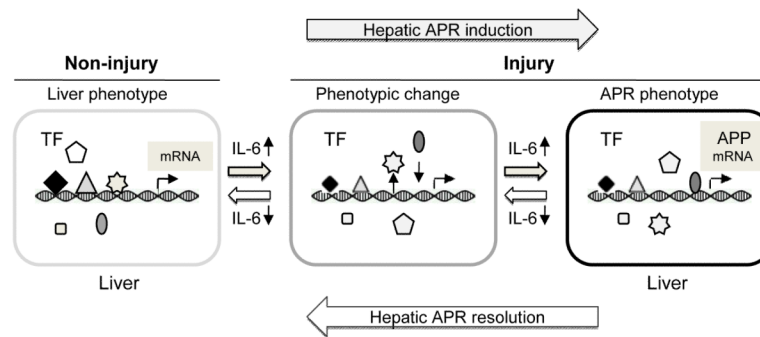 Hepatic APR induction
Non-injury
Injury
Liver phenotype
Phenotypic change
APR phenotype
TF
mRNA
IL-6
IL-6
TF
IL-6
IL-6
TF
APP
mRNA
Liver
Liver
Hepatic APR resolution